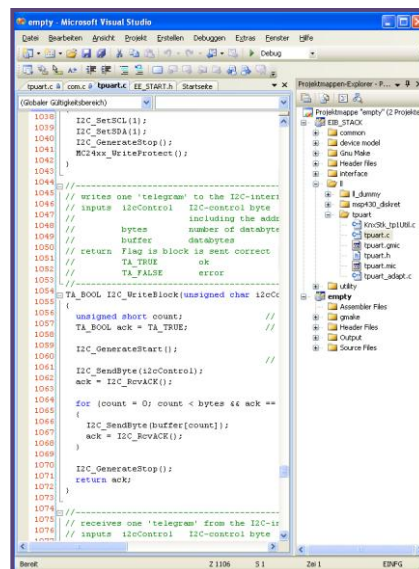 empty - Microsoft Visual Studio
Datei Bearbeiten Ansicht Projekt Erstellen Debuggen Extras Fenster Hilfe
Debug
tpuart.c com.c tpuart.c EE_START.h Startseite
(Globaler Gültigkeitsbereich)
1038 I2C_SetSCL(1);
1039 I2C_SetSDA(1);
1040 I2C_GenerateStop();
1041 MC24xx_WriteProtect();
1042 }
1043
1044 //
1045 // writes one 'telegram' to the I2C-interf
1046 // inputs i2cControl I2C-control byte
1047 // including the addr
1048 // bytes number of databyte
1049 // buffer databytes
1050 // return Flag is block is sent correct
1051 // TA_TRUE ok
1052 // TA_FALSE error
1053 //
1054 TA_BOOL I2C_WriteBlock(unsigned char i2cCo
1055 {
1056 unsigned short count; //
1057 TA_BOOL ack = TA_TRUE; //
1058
1059 I2C_GenerateStart();
1060 //
1061 I2C_SendByte(i2cControl);
1062 ack = I2C_RcvACK();
1063
1064 for (count = 0; count < bytes && ack ==
1065 {
1066 I2C_SendByte(buffer[count]);
1067 ack = I2C_RcvACK();
1068 }
1069
1070 I2C_GenerateStop();
1071 return ack;
1072 }
1073
1074 //
1075 // receives one 'telegram' from the I2C-in
1076 // inputs i2cControl I2C-control byte
Projektmappen-Explorer - P...
Projektmappe "empty" (2 Projekte
EIB_STACK
common
device model
Gnu Make
Header files
interface
ll
ll_dummy
msp430_diskret
tpuart
KnxStk_tp1Util.c
tpuart.c
tpuart.gmic
tpuart.h
tpuart.mic
tpuart_adapt.c
utility
empty
Assembler Files
gmake
Header Files
Output
Source Files
Bereit Z 1106 S 1 Zei 1 EINFG